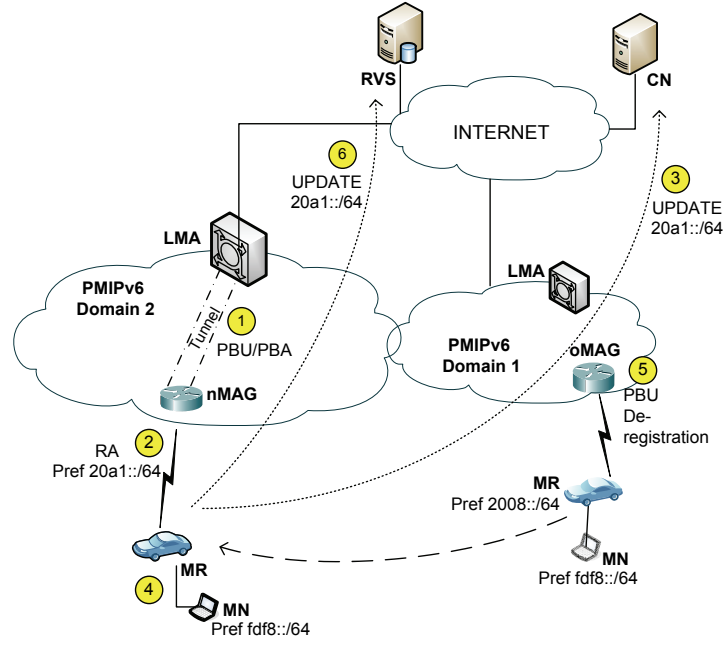 RVS
CN
INTERNET
6
UPDATE
20a1::/64
3
UPDATE
20a1::/64
LMA
LMA
PMIPv6
Domain 2
Tunnel
1
PBU/PBA
nMAG
PMIPv6
Domain 1
oMAG
5
PBU
De-
registration
2
RA
Pref 20a1::/64
MR
Pref 2008::/64
MN
Pref fdf8::/64
MR
4
MN
Pref fdf8::/64